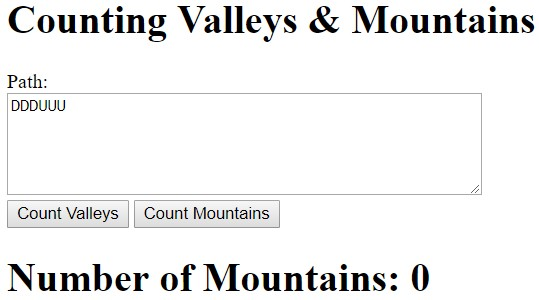 Counting Valleys & Mountains
Path:
DDDUUU
Count Valleys Count Mountains
Number of Mountains: 0